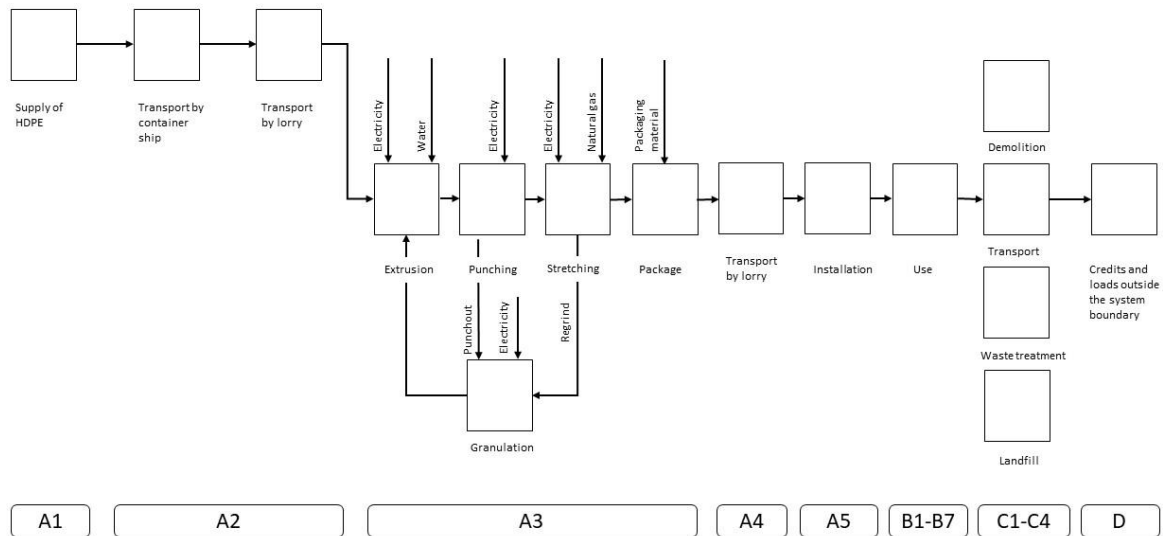 Supply of
HDPE
Transport by
container
ship
Transport
by lorry
Electricity
Water
Electricity
Electricity
Natural gas
Packaging
material
Extrusion
Punching
Stretching
Package
Transport
by lorry
Installation
Use
Demolition
Transport
Waste treatment
Landfill
Credits and
loads outside
the system
boundary
Punchout
Electricity
Regrind
Granulation
A1
A2
A3
A4
A5
B1-B7
C1-C4
D